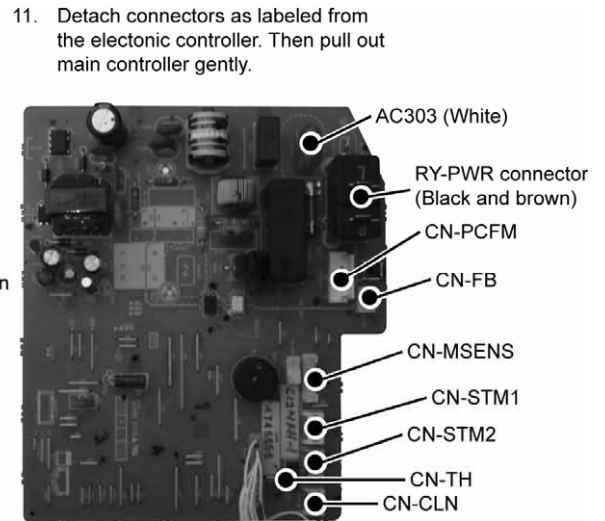 11. Detach connectors as labeled from
the electonic controller. Then pull out
main controller gently.
AC303 (White)
RY-PWR connector
(Black and brown)
CN-PCFM
n
CN-FB
CN-MSENS
CN-STM1
CN-STM2
CN-TH
CN-CLN